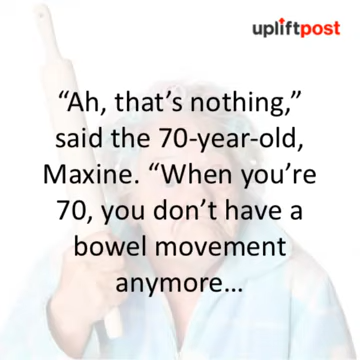 upliftpost
“Ah, that’s nothing,”
said the 70-year-old,
Maxine. “When you’re
70, you don’t have a
bowel movement
anymore...